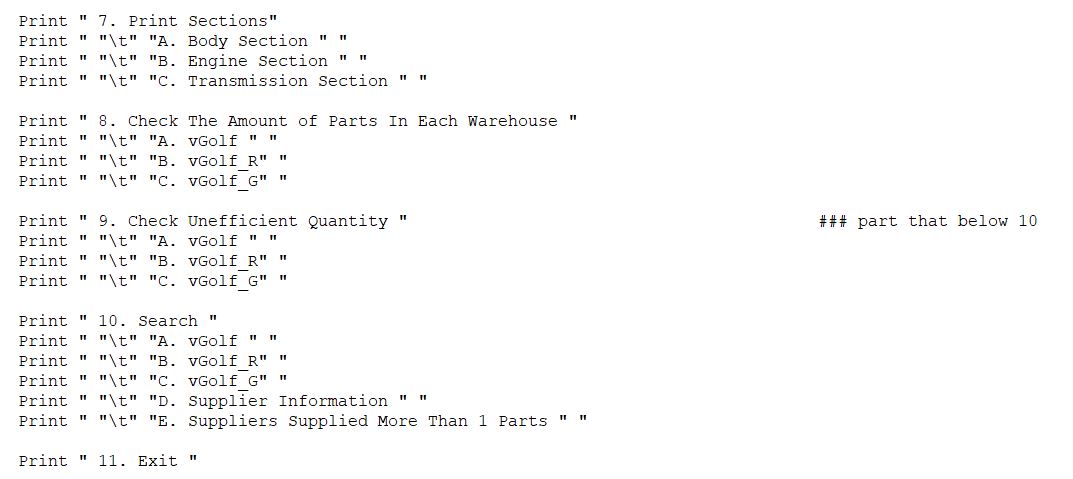 Print " 7. Print Sections"
Print " "\t" "A. Body Section " "
Print " "\t" "B. Engine Section " "
Print " "\t" "C. Transmission Section " "
Print " 8. Check The Amount of Parts In Each Warehouse "
Print " "\t" "A. vGolf " "
Print " "\t" "B. vGolf_R" "
Print " "\t" "C. vGolf_G" "
Print " 9. Check Unefficient Quantity " ### part that below 10
Print " "\t" "A. vGolf " "
Print " "\t" "B. vGolf_R" "
Print " "\t" "C. vGolf_G" "
Print " 10. Search "
Print " "\t" "A. vGolf " "
Print " "\t" "B. vGolf_R" "
Print " "\t" "C. vGolf_G" "
Print " "\t" "D. Supplier Information " "
Print " "\t" "E. Suppliers Supplied More Than 1 Parts " "
Print " 11. Exit "